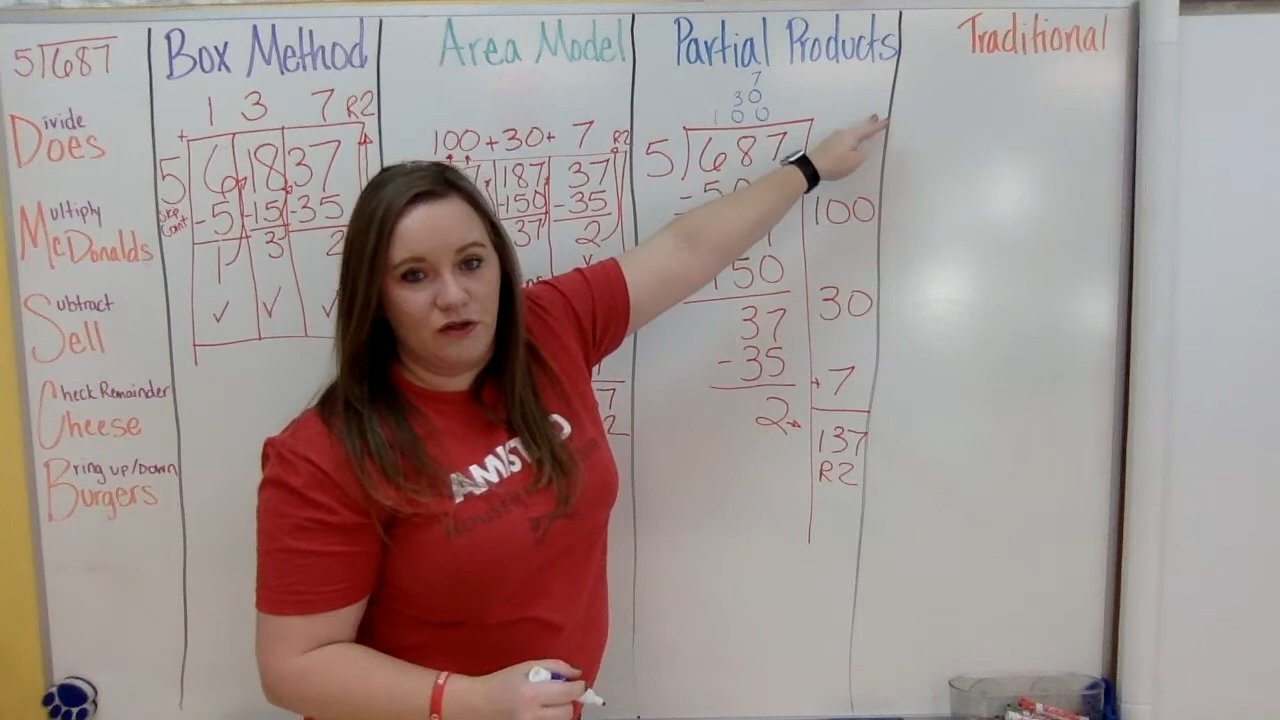 5)687
Divide
Does
Multiply
McDonalds
Subtract
Sell
Check Remainder
Cheese
Bring up/Down
Burgers
Box Method
1 3 7 R2
5 6 18 37
Skip Count
-5 -15 -35
1 3 2
Area Model
100 + 30 + 7 R2
187 37
-150 -35
37 2
Partial Products
7
30
100
5)687
100
150
30
37
-35
7
2
137
R2
Traditional
AMIST